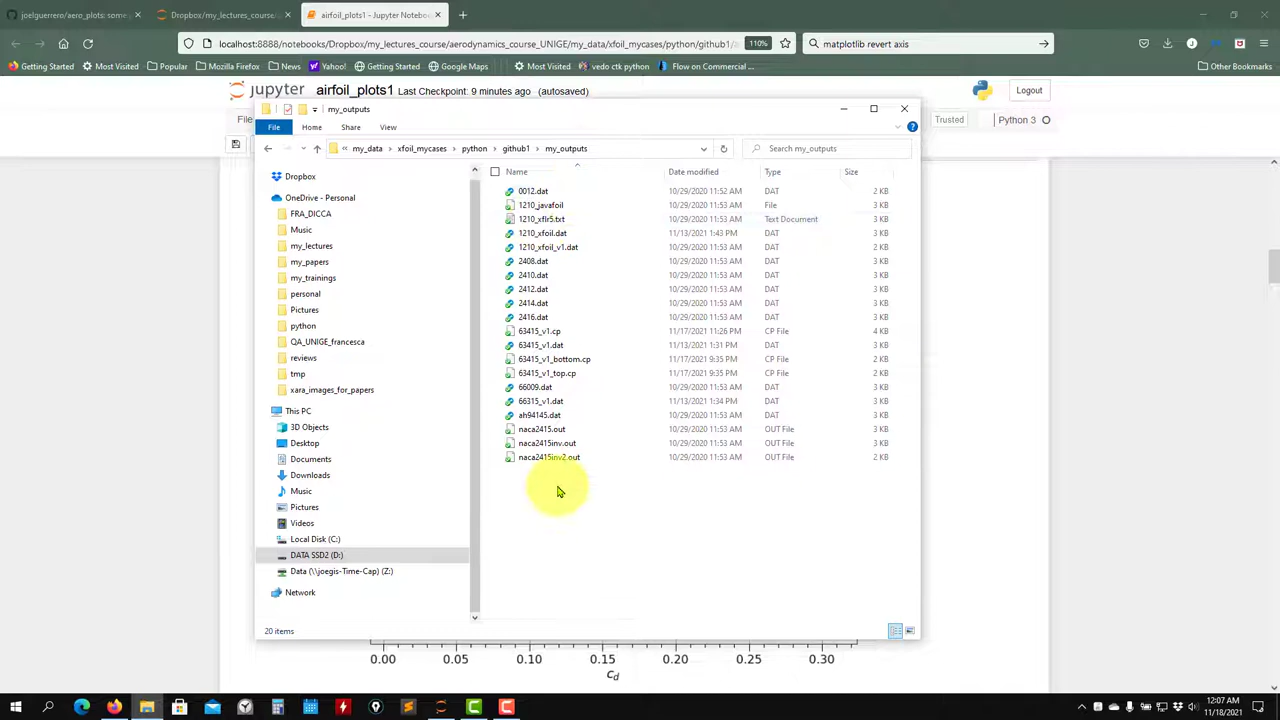 joelguerrero/aero_plots: some p
Dropbox/my_lectures_course/
airfoil_plots1 - Jupyter Notebook
localhost:8888/notebooks/Dropbox/my_lectures_course/aerodynamics_course_UNIGE/my_data/xfoil_mycases/python/github1/
110%
matplotlib revert axis
Getting Started
Most Visited
Popular
Mozilla Firefox
News
Yahoo!
Getting Started
Google Maps
Most Visited
vedo ctk python
Flow on Commercial ...
Other Bookmarks
jupyter airfoil_plots1 Last Checkpoint: 9 minutes ago (autosaved)
Logout
File
Trusted
Python 3
my_outputs
File Home Share View
my_data xfoil_mycases python github1 my_outputs
Search my_outputs
Name Date modified Type Size
Dropbox
OneDrive - Personal
FRA_DICCA
Music
my_lectures
my_papers
my_trainings
personal
Pictures
python
QA_UNIGE_francesca
reviews
tmp
xara_images_for_papers
This PC
3D Objects
Desktop
Documents
Downloads
Music
Pictures
Videos
Local Disk (C:)
DATA SSD2 (D:)
Data (\\joegis-Time-Cap) (Z:)
Network
0012.dat 10/29/2020 11:52 AM DAT 2 KB
1210_javafoil 10/29/2020 11:53 AM File 3 KB
1210_xflr5.txt 10/29/2020 11:53 AM Text Document 3 KB
1210_xfoil.dat 11/13/2021 1:43 PM DAT 3 KB
1210_xfoil_v1.dat 10/29/2020 11:53 AM DAT 2 KB
2408.dat 10/29/2020 11:53 AM DAT 3 KB
2410.dat 10/29/2020 11:53 AM DAT 3 KB
2412.dat 10/29/2020 11:53 AM DAT 3 KB
2414.dat 10/29/2020 11:53 AM DAT 3 KB
2416.dat 10/29/2020 11:53 AM DAT 3 KB
63415_v1.cp 11/17/2021 11:26 PM CP File 4 KB
63415_v1.dat 11/13/2021 1:31 PM DAT 3 KB
63415_v1_bottom.cp 11/17/2021 9:35 PM CP File 2 KB
63415_v1_top.cp 11/17/2021 9:35 PM CP File 2 KB
66009.dat 10/29/2020 11:53 AM DAT 3 KB
66315_v1.dat 11/13/2021 1:34 PM DAT 3 KB
ah94145.dat 10/29/2020 11:53 AM DAT 3 KB
naca2415.out 10/29/2020 11:53 AM OUT File 3 KB
naca2415inv.out 10/29/2020 11:53 AM OUT File 3 KB
naca2415inv2.out 10/29/2020 11:53 AM OUT File 2 KB
20 items
0.00 0.05 0.10 0.15 0.20 0.25 0.30
Cd
12:07 AM
11/18/2021